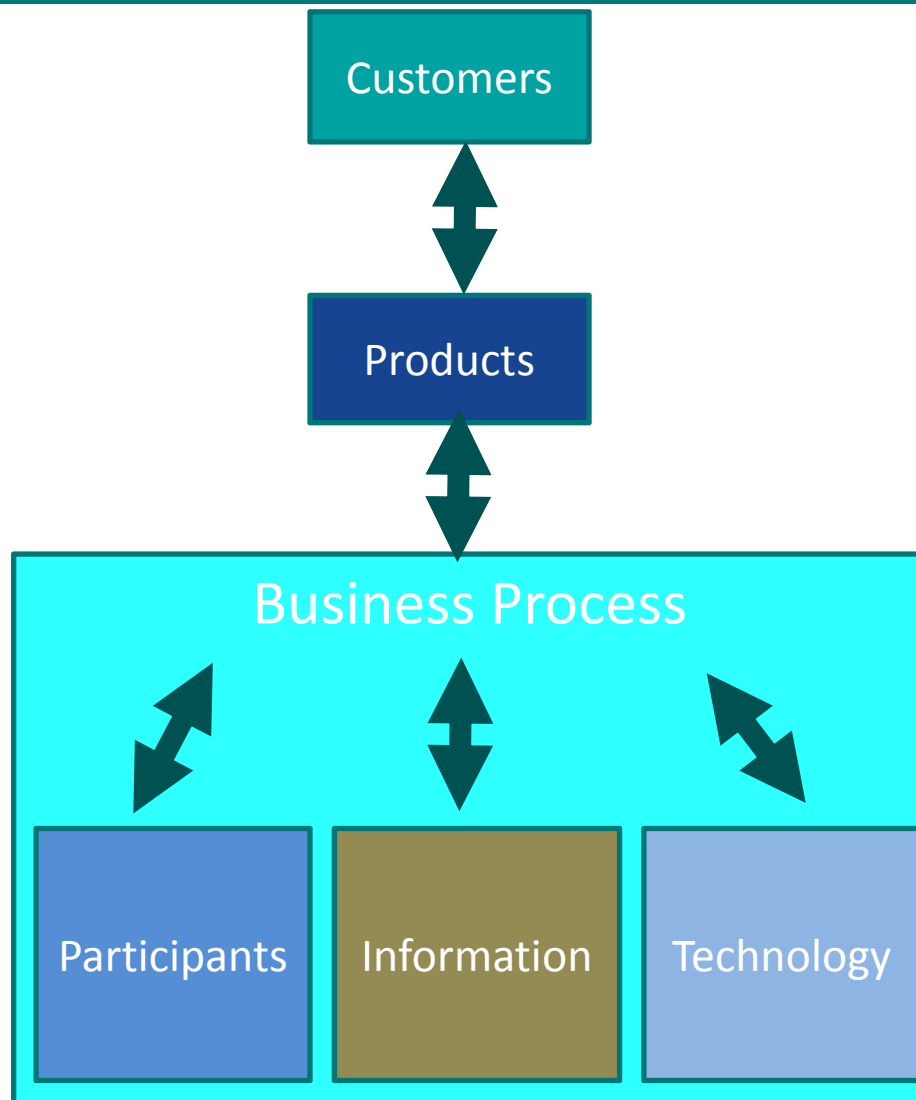 Customers
Products
Business Process
Participants
Information
Technology